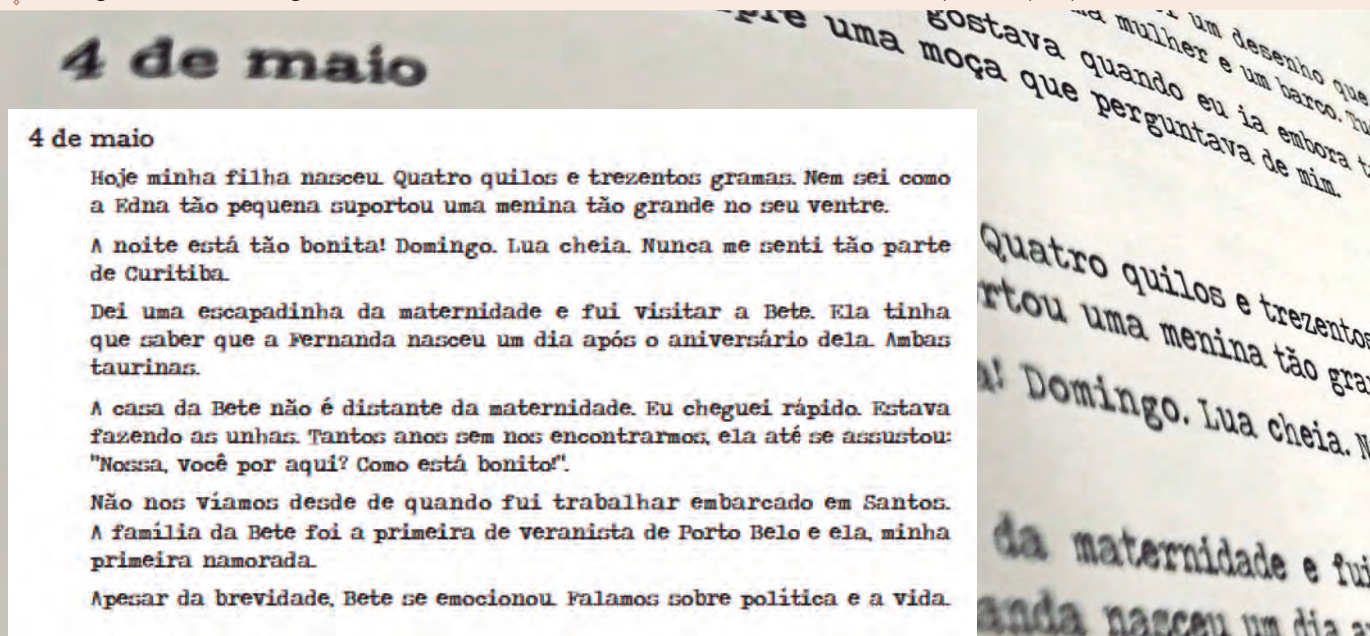 4 de maio
um desenho que
mulher e um barco.
gostava quando eu ia embora
uma moça que perguntava de mim.
4 de maio
Hoje minha filha nasceu. Quatro quilos e trezentos gramas. Nem sei como
a Edna tão pequena suportou uma menina tão grande no seu ventre.
A noite está tão bonita! Domingo. Lua cheia. Nunca me senti tão parte
de Curitiba.
Dei uma escapadinha da maternidade e fui visitar a Bete. Ela tinha
que saber que a Fernanda nasceu um dia após o aniversário dela. Ambas
taurinas.
A casa da Bete não é distante da maternidade. Eu cheguei rápido. Estava
fazendo as unhas. Tantos anos sem nos encontrarmos, ela até se assustou:
"Nossa, você por aqui? Como está bonito!".
Não nos víamos desde de quando fui trabalhar embarcado em Santos.
A família da Bete foi a primeira de veranista de Porto Belo e ela, minha
primeira namorada.
Apesar da brevidade, Bete se emocionou. Falamos sobre política e a vida.
Quatro quilos e trezentos
rtou uma menina tão gra
a! Domingo. Lua cheia. N
da maternidade e fui
anda nasceu um dia a